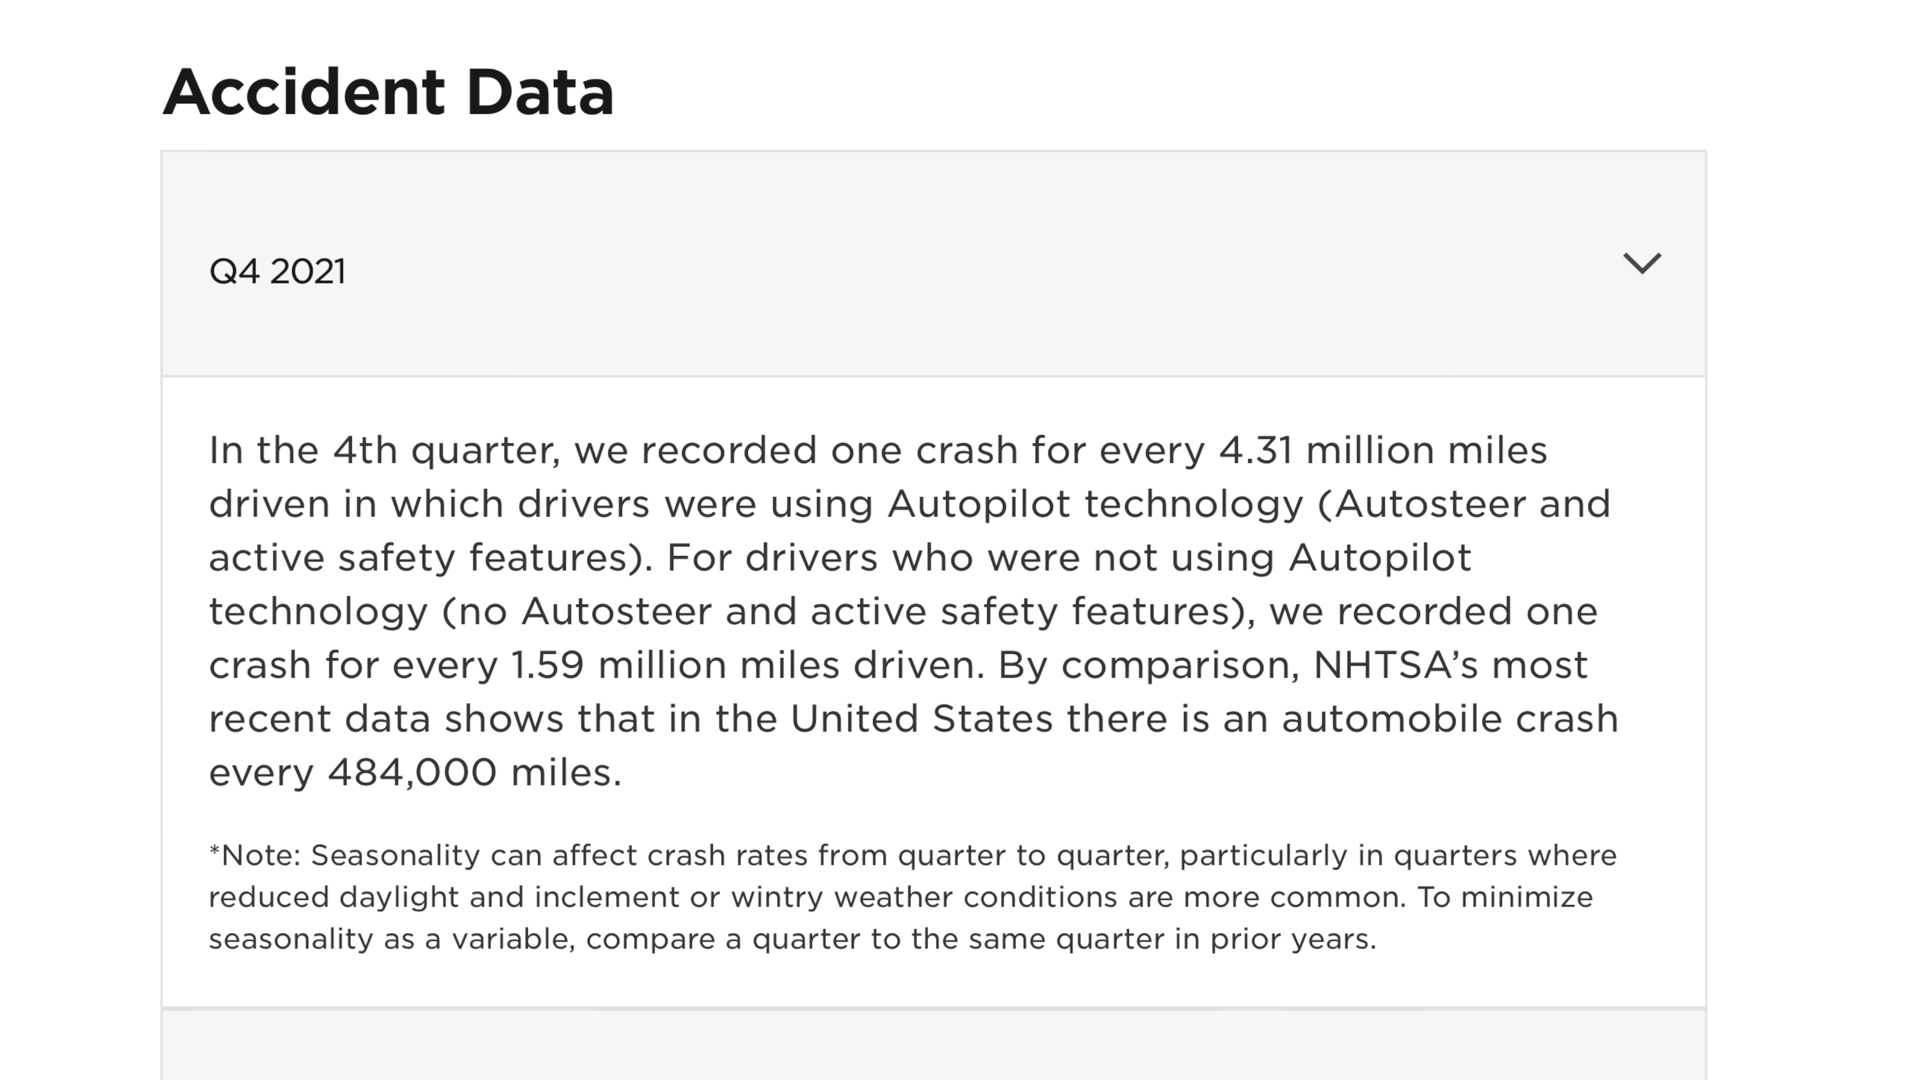 Accident Data
Q4 2021
In the 4th quarter, we recorded one crash for every 4.31 million miles
driven in which drivers were using Autopilot technology (Autosteer and
active safety features). For drivers who were not using Autopilot
technology (no Autosteer and active safety features), we recorded one
crash for every 1.59 million miles driven. By comparison, NHTSA’s most
recent data shows that in the United States there is an automobile crash
every 484,000 miles.
*Note: Seasonality can affect crash rates from quarter to quarter, particularly in quarters where
reduced daylight and inclement or wintry weather conditions are more common. To minimize
seasonality as a variable, compare a quarter to the same quarter in prior years.